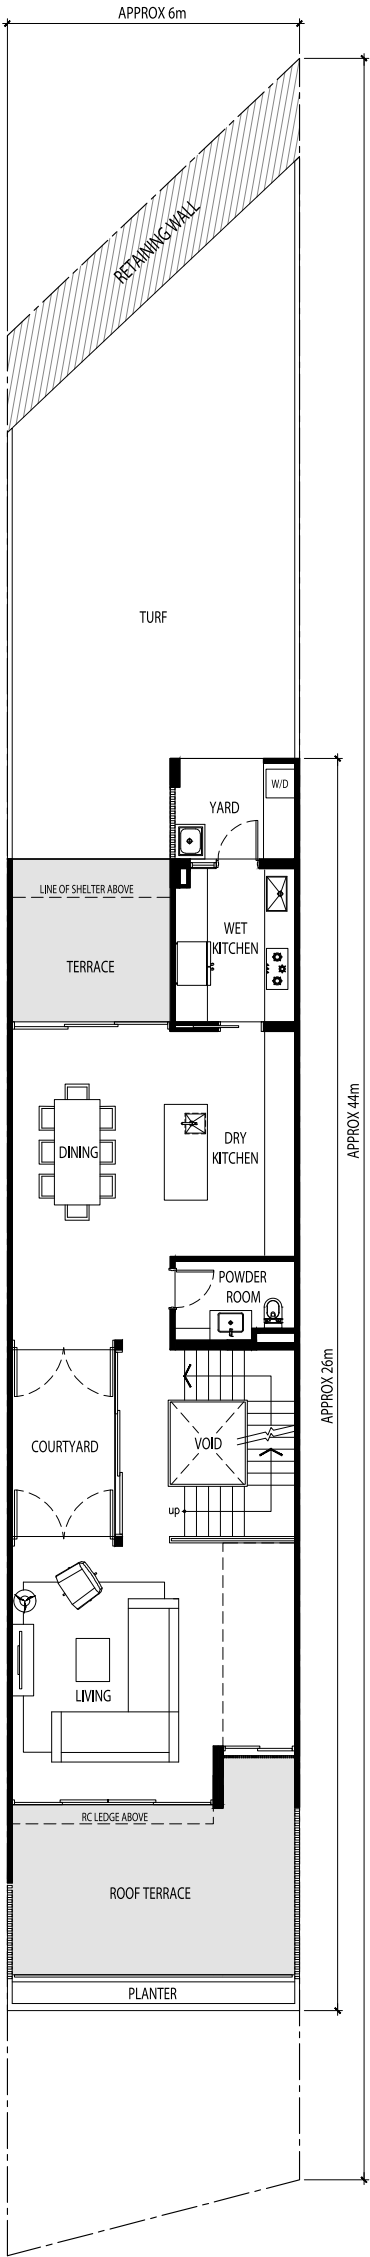 APPROX 6m
RETAINING WALL
TURF
W/D
YARD
LINE OF SHELTER ABOVE
WET
KITCHEN
TERRACE
APPROX 44m
DINING
DRY
KITCHEN
POWDER
ROOM
APPROX 26m
COURTYARD
VOID
up
LIVING
RC LEDGE ABOVE
ROOF TERRACE
PLANTER